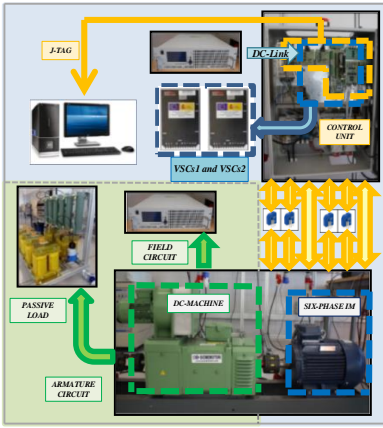 J-TAG
DC-Link
CONTROL
UNIT
VSCs1 and VSCs2
FIELD
CIRCUIT
PASSIVE
LOAD
DC-MACHINE
SIX-PHASE IM
ARMATURE
CIRCUIT